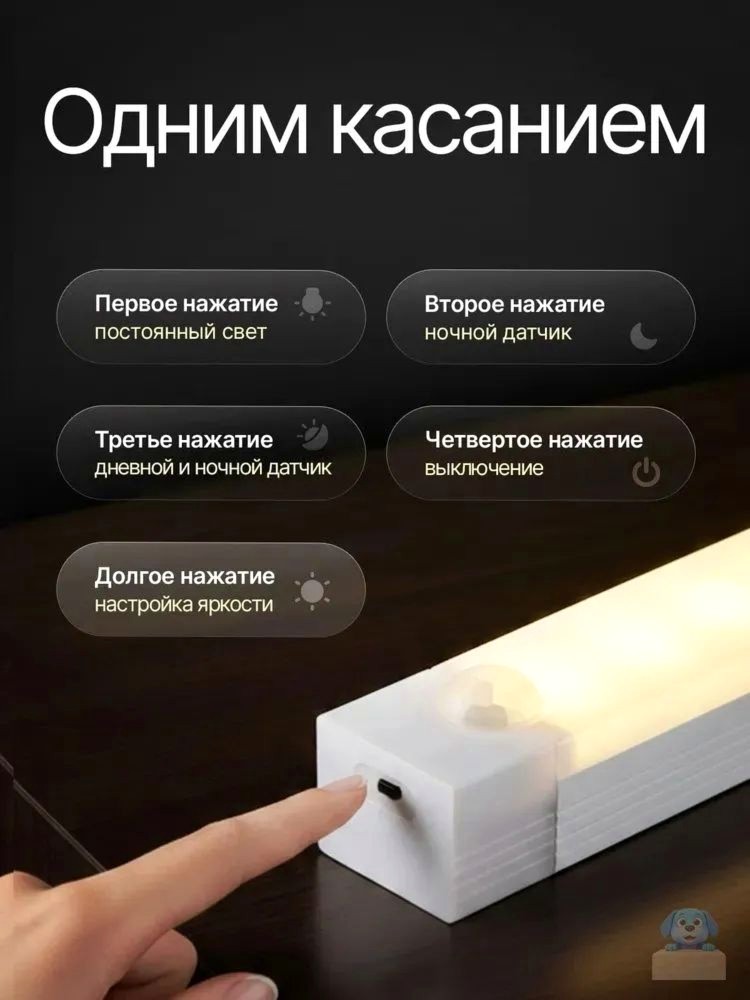 Одним касанием
Первое нажатие
постоянный свет
Второе нажатие
ночной датчик
Третье нажатие
дневной и ночной датчик
Четвертое нажатие
выключение
Долгое нажатие
настройка яркости